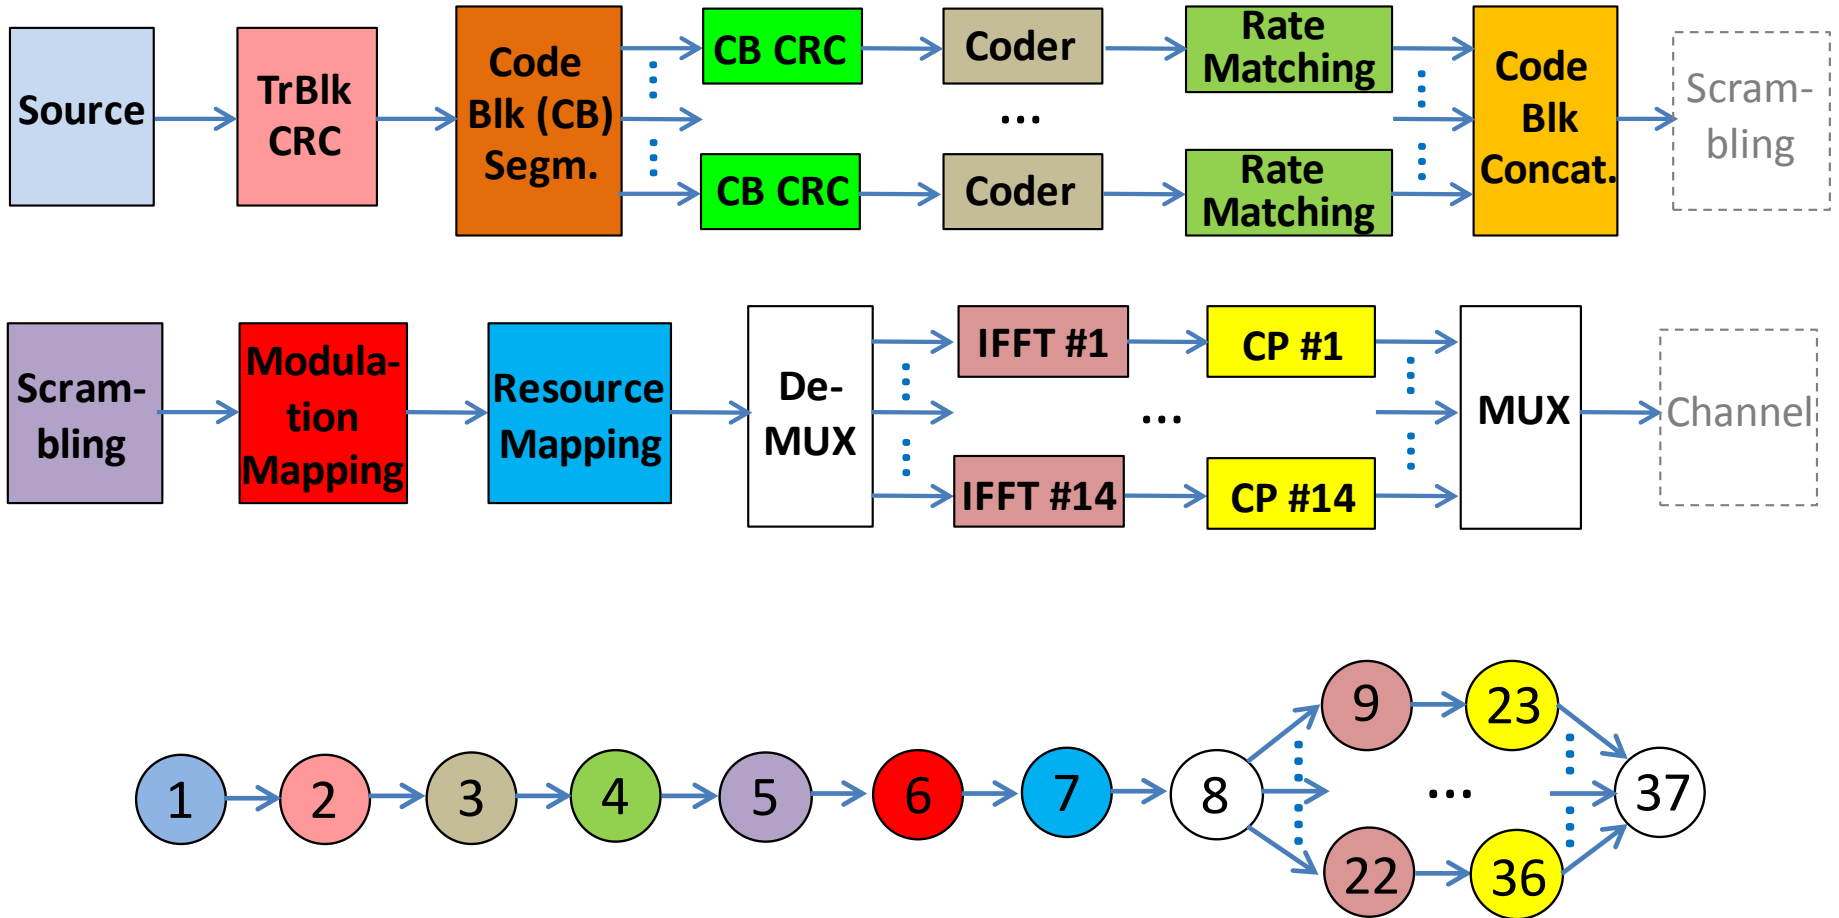 Source
TrBlk
CRC
Code
Blk (CB)
Segm.
CB CRC
Coder
Rate
Matching
...
CB CRC
Coder
Rate
Matching
Code
Blk
Concat.
Scram-
bling
Scram-
bling
Modula-
tion
Mapping
Resource
Mapping
De-
MUX
IFFT #1
CP #1
...
IFFT #14
CP #14
MUX
Channel
1
2
3
4
5
6
7
8
9
23
...
22
36
37